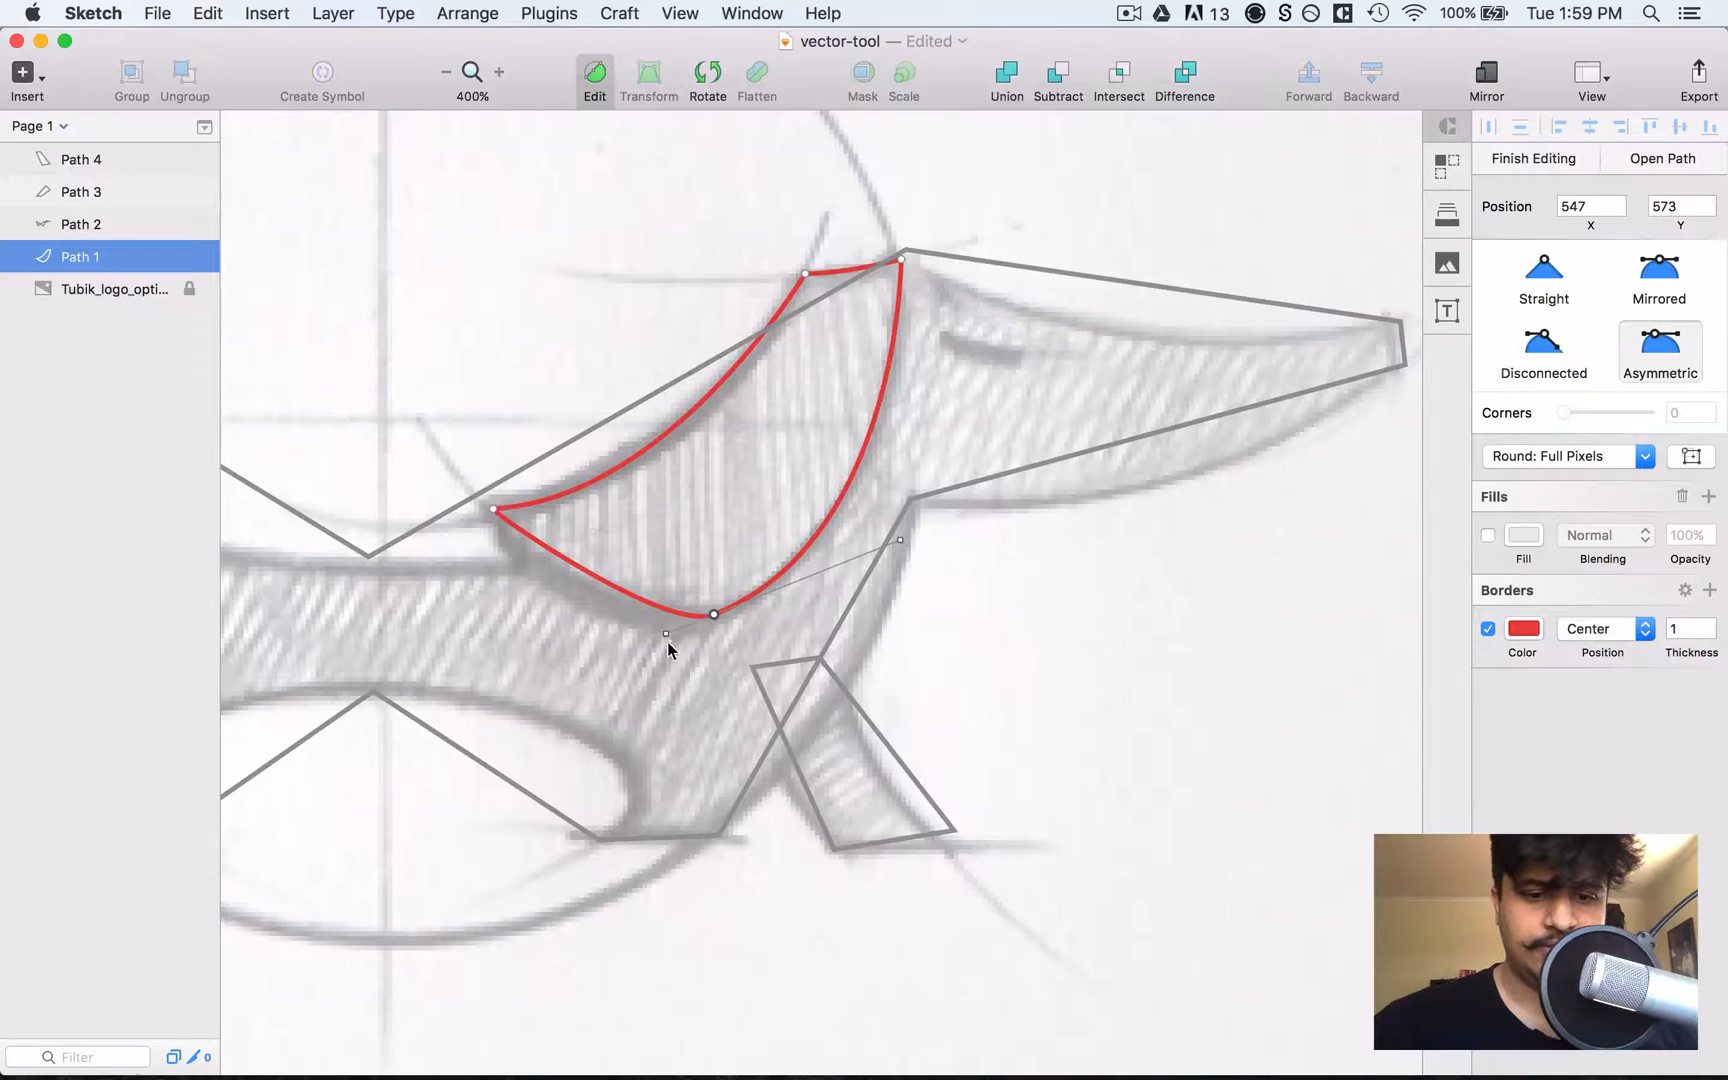 Sketch File Edit Insert Layer Type Arrange Plugins Craft View Window Help 13 100% Tue 1:59 PM
vector-tool — Edited
Insert Group Ungroup Create Symbol 400% Edit Transform Rotate Flatten Mask Scale Union Subtract Intersect Difference Forward Backward Mirror View Export
Page 1
Path 4
Path 3
Path 2
Path 1
Tubik_logo_opti...
Filter 0
Finish Editing Open Path
Position 547 573
X Y
Straight Mirrored
Disconnected Asymmetric
Corners 0
Round: Full Pixels
Fills
Normal 100%
Fill Blending Opacity
Borders
Center 1
Color Position Thickness